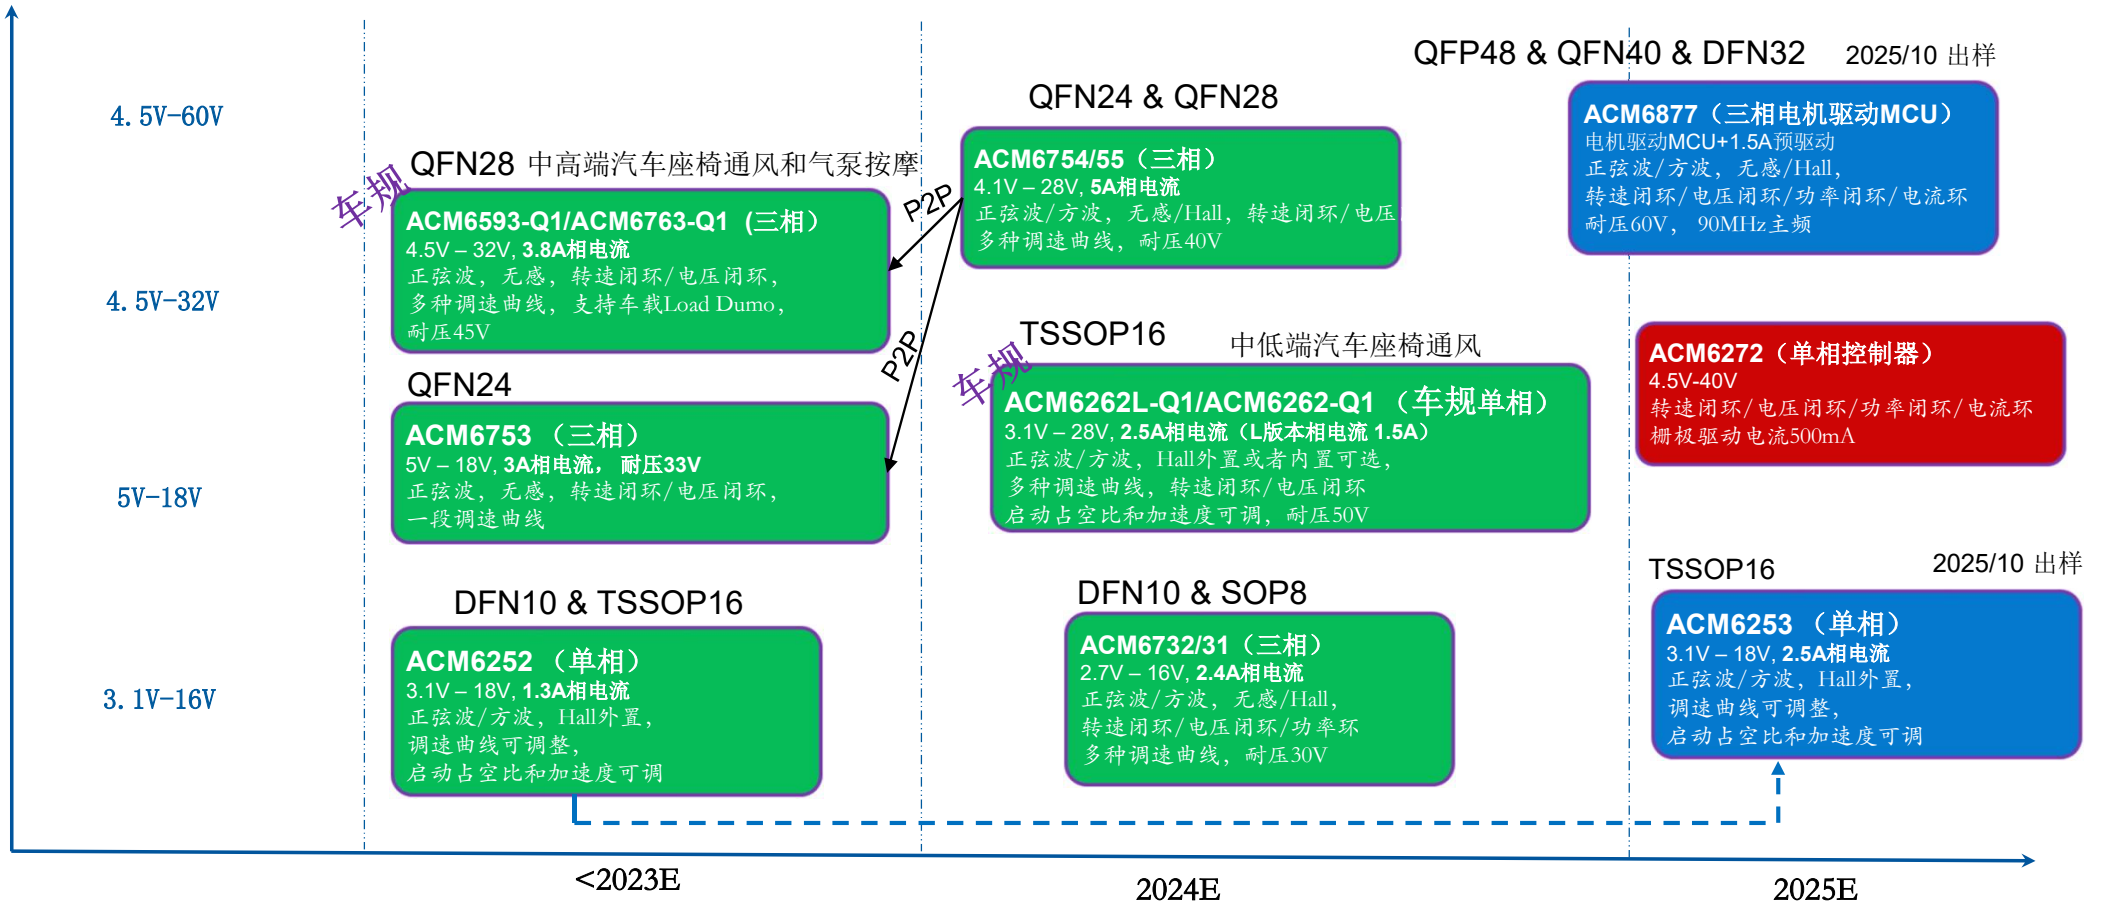 4.5V-60V
4.5V-32V
5V-18V
3.1V-16V
QFN28 中高端汽车座椅通风和气泵按摩
车规
ACM6593-Q1/ACM6763-Q1 (三相）
4.5V – 32V, 3.8A相电流
正弦波，无感，转速闭环/电压闭环，
多种调速曲线，支持车载Load Dumo，
耐压45V
QFN24
ACM6753 （三相）
5V – 18V, 3A相电流， 耐压33V
正弦波，无感，转速闭环/电压闭环，
一段调速曲线
DFN10 & TSSOP16
ACM6252 （单相）
3.1V – 18V, 1.3A相电流
正弦波/方波，Hall外置，
调速曲线可调整，
启动占空比和加速度可调
P2P
P2P
QFN24 & QFN28
ACM6754/55（三相）
4.1V – 28V, 5A相电流
正弦波/方波，无感/Hall，转速闭环/电压
多种调速曲线，耐压40V
TSSOP16
中低端汽车座椅通风
车规
ACM6262L-Q1/ACM6262-Q1 （车规单相）
3.1V – 28V, 2.5A相电流（L版本相电流 1.5A）
正弦波/方波，Hall外置或者内置可选，
多种调速曲线，转速闭环/电压闭环
启动占空比和加速度可调，耐压50V
DFN10 & SOP8
ACM6732/31（三相）
2.7V – 16V, 2.4A相电流
正弦波/方波，无感/Hall，
转速闭环/电压闭环/功率环
多种调速曲线，耐压30V
QFP48 & QFN40 & DFN32
2025/10 出样
ACM6877（三相电机驱动MCU）
电机驱动MCU+1.5A预驱动
正弦波/方波，无感/Hall，
转速闭环/电压闭环/功率闭环/电流环
耐压60V， 90MHz主频
ACM6272（单相控制器）
4.5V-40V
转速闭环/电压闭环/功率闭环/电流环
栅极驱动电流500mA
TSSOP16
2025/10 出样
ACM6253 （单相）
3.1V – 18V, 2.5A相电流
正弦波/方波，Hall外置，
调速曲线可调整，
启动占空比和加速度可调
<2023E
2024E
2025E